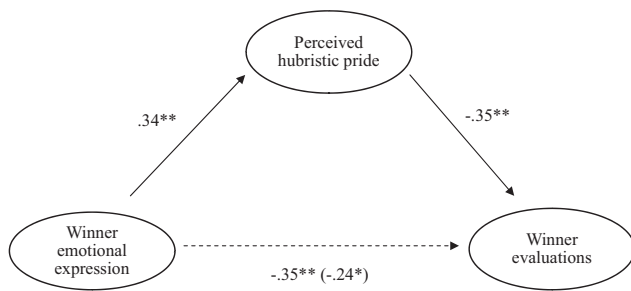 Perceived
hubristic pride
.34**
-.35**
Winner
emotional
expression
Winner
evaluations
-.35** (-.24*)